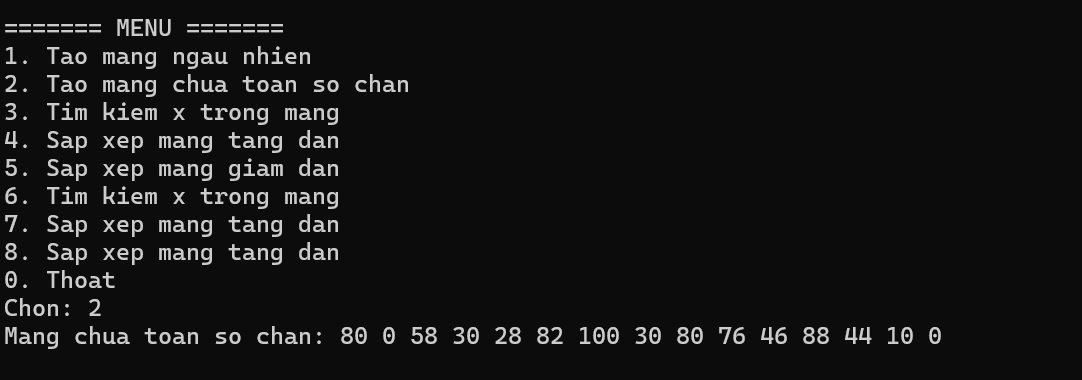 ======= MENU =======
1. Tao mang ngau nhien
2. Tao mang chua toan so chan
3. Tim kiem x trong mang
4. Sap xep mang tang dan
5. Sap xep mang giam dan
6. Tim kiem x trong mang
7. Sap xep mang tang dan
8. Sap xep mang tang dan
0. Thoat
Chon: 2
Mang chua toan so chan: 80 0 58 30 28 82 100 30 80 76 46 88 44 10 0